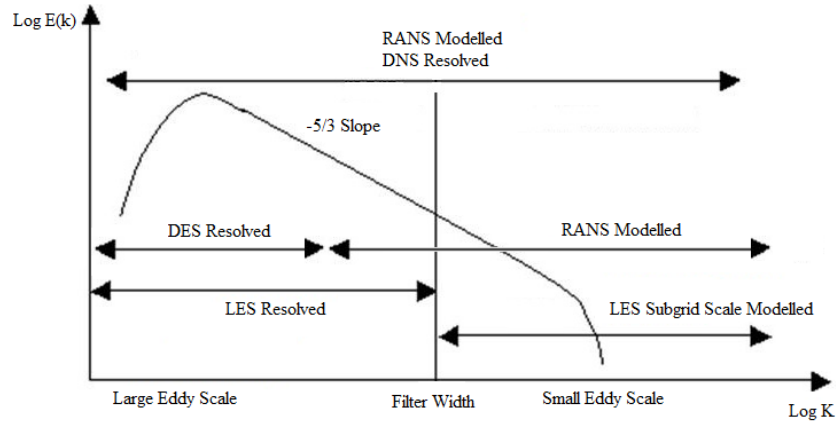 Log E(k)
RANS Modelled
DNS Resolved
-5/3 Slope
DES Resolved
RANS Modelled
LES Resolved
LES Subgrid Scale Modelled
Large Eddy Scale
Filter Width
Small Eddy Scale
Log K